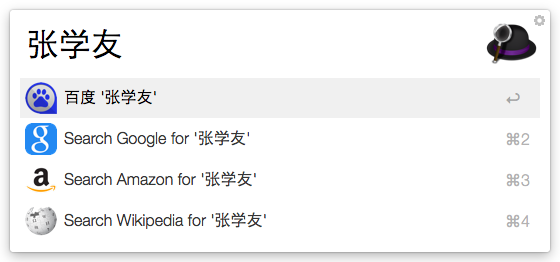 张学友
百度 '张学友' ↩
Search Google for '张学友' ⌘2
Search Amazon for '张学友' ⌘3
Search Wikipedia for '张学友' ⌘4